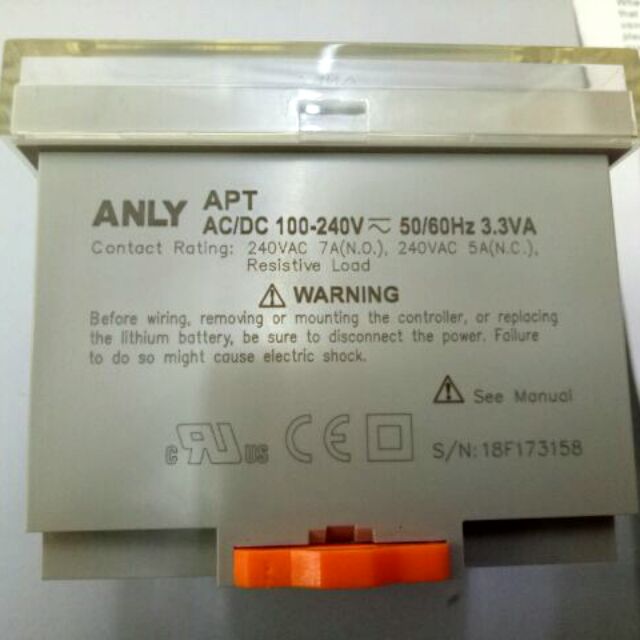 ANLY APT
AC/DC 100-240V ⎓ 50/60Hz 3.3VA
Contact Rating: 240VAC 7A(N.O.), 240VAC 5A(N.C.),
Resistive Load
⚠ WARNING
Before wiring, removing or mounting the controller, or replacing
the lithium battery, be sure to disconnect the power. Failure
to do so might cause electric shock.
⚠ See Manual
c RU us CE S/N:18F173158